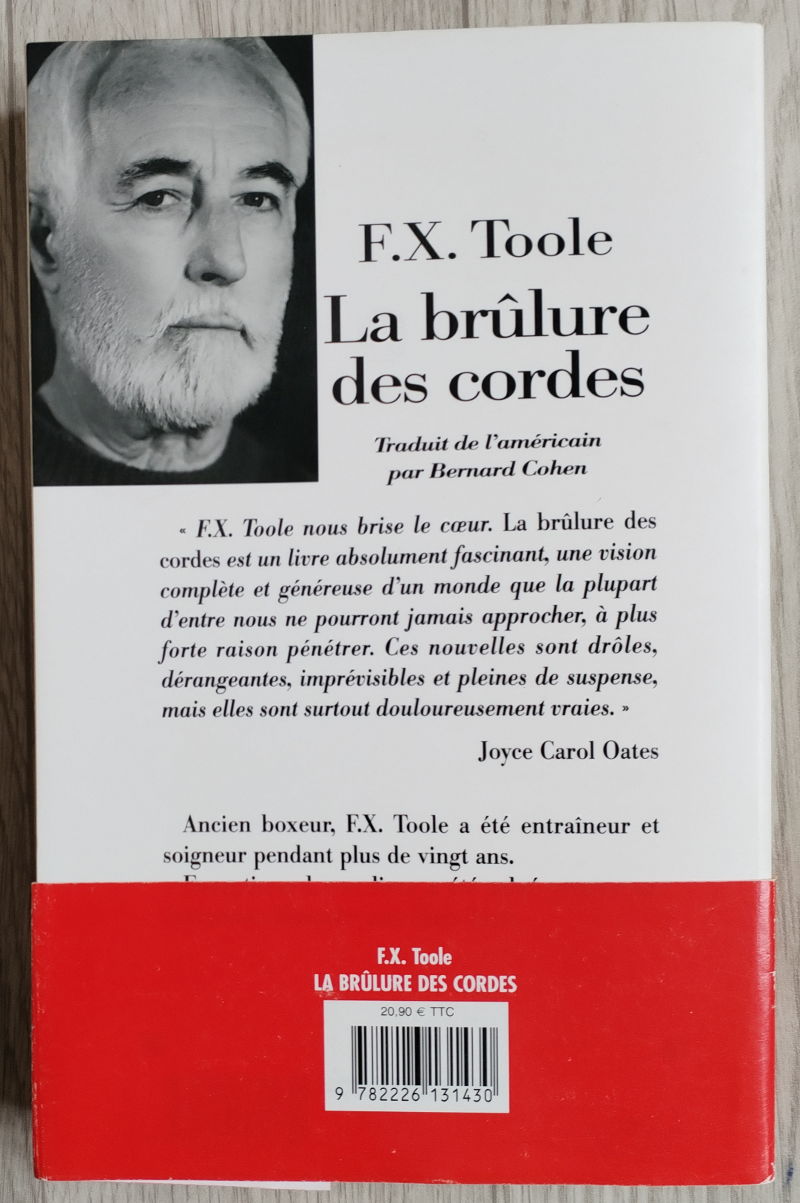 F.X. Toole
La brûlure
des cordes
Traduit de l'américain
par Bernard Cohen
« F.X. Toole nous brise le cœur. La brûlure des
cordes est un livre absolument fascinant, une vision
complète et généreuse d'un monde que la plupart
d'entre nous ne pourront jamais approcher, à plus
forte raison pénétrer. Ces nouvelles sont drôles,
dérangeantes, imprévisibles et pleines de suspense,
mais elles sont surtout douloureusement vraies. »
Joyce Carol Oates
Ancien boxeur, F.X. Toole a été entraîneur et
soigneur pendant plus de vingt ans.
F.X. Toole
LA BRÛLURE DES CORDES
20,90 € TTC
9 782226 131430